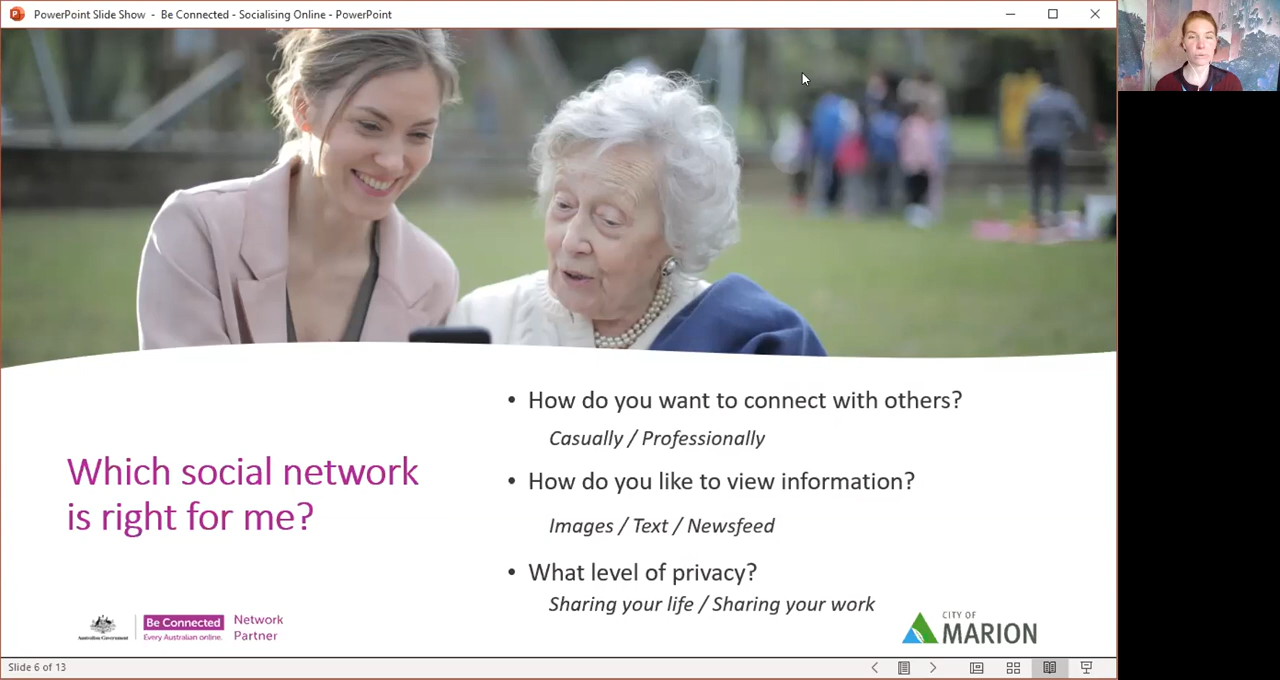 PowerPoint Slide Show - Be Connected - Socialising Online - PowerPoint
• How do you want to connect with others?
Casually / Professionally
Which social network
is right for me?
• How do you like to view information?
Images / Text / Newsfeed
• What level of privacy?
Sharing your life / Sharing your work
Australian Government
Be Connected
Every Australian online.
Network
Partner
CITY OF
MARION
Slide 6 of 13